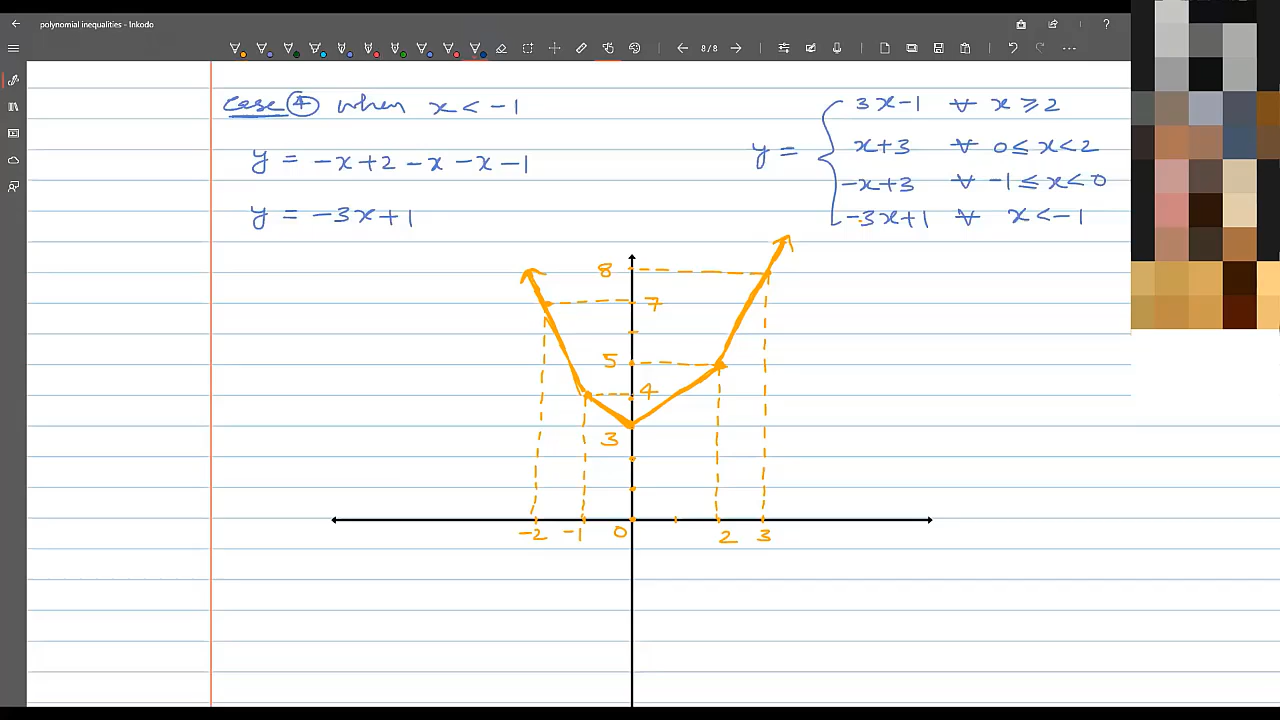 polynomial inequalities - Inkodo
8/8
?
case ④ when x < -1
y = -x+2 -x -x -1
y = -3x+1
y = { 3x-1 ∀ x ≥ 2
x+3 ∀ 0 ≤ x < 2
-x+3 ∀ -1 ≤ x < 0
-3x+1 ∀ x < -1
8
7
5
4
3
-2 -1 0 2 3